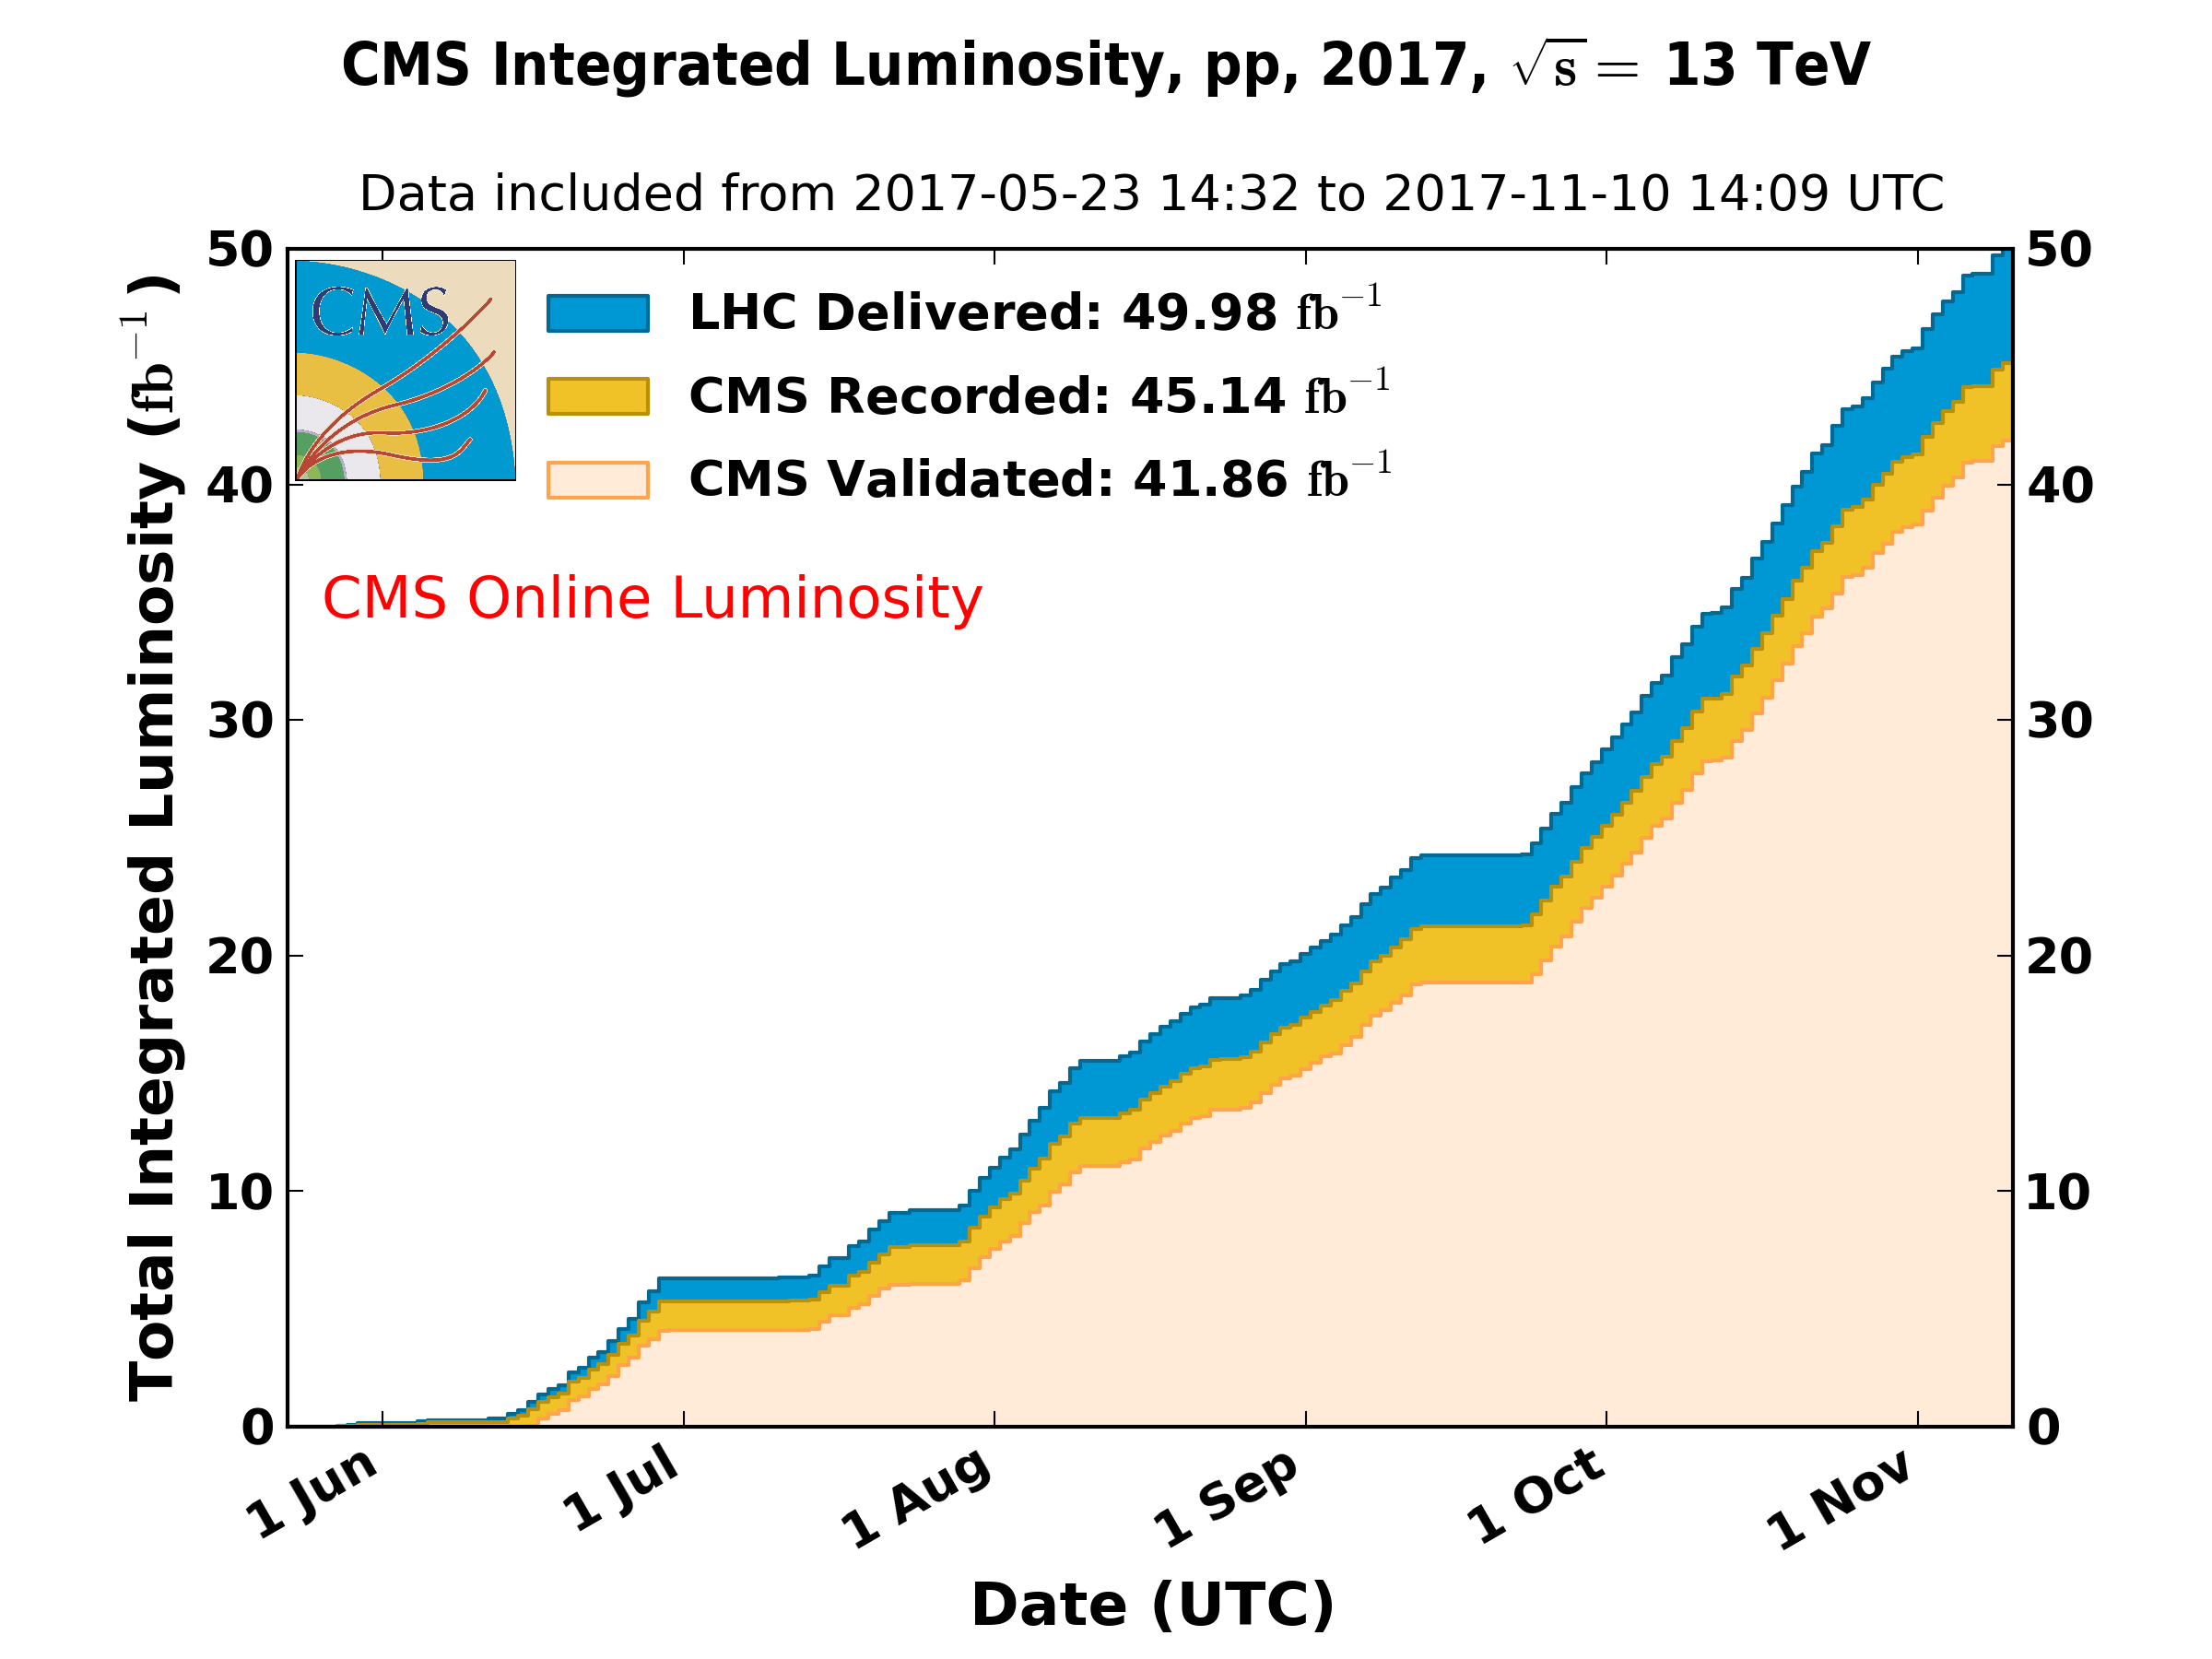 CMS Integrated Luminosity, pp, 2017, √s = 13 TeV
Data included from 2017-05-23 14:32 to 2017-11-10 14:09 UTC
CMS
LHC Delivered: 49.98 fb⁻¹
CMS Recorded: 45.14 fb⁻¹
CMS Validated: 41.86 fb⁻¹
CMS Online Luminosity
Total Integrated Luminosity (fb⁻¹)
50
40
30
20
10
0
50
40
30
20
10
0
1 Jun
1 Jul
1 Aug
1 Sep
1 Oct
1 Nov
Date (UTC)